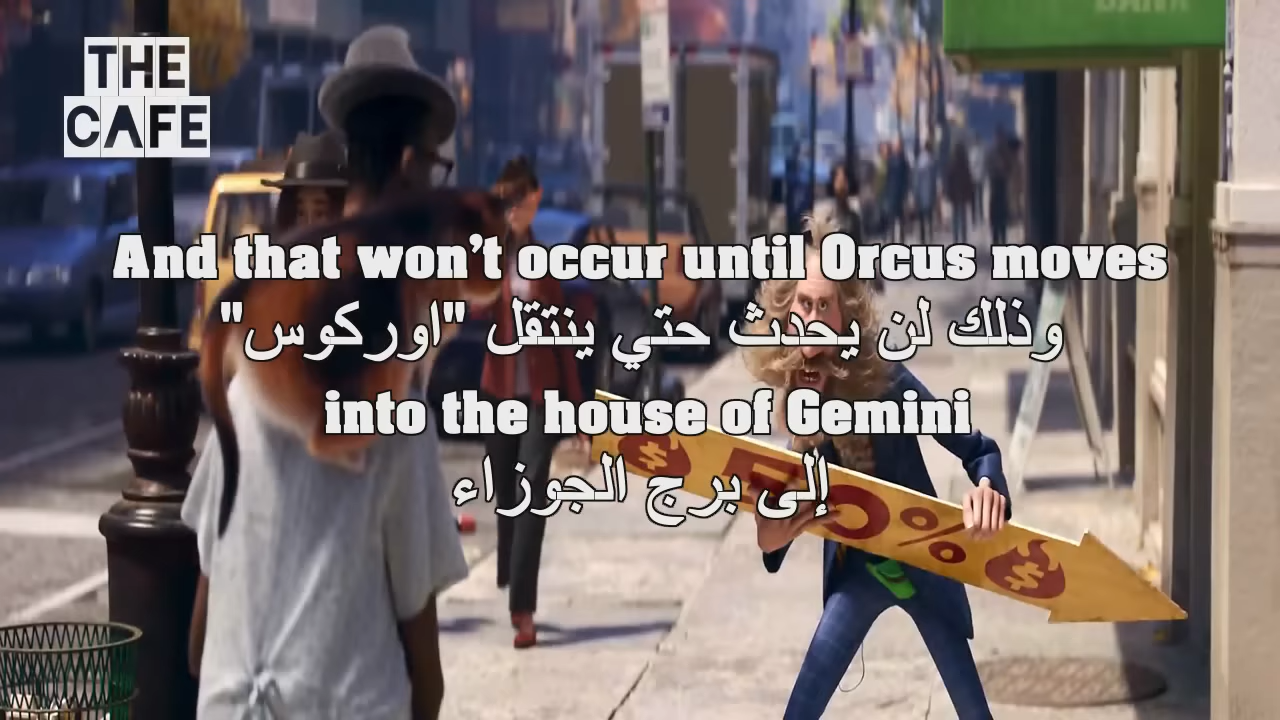 THE
CAFE
And that won't occur until Orcus moves
وذلك لن يحدث حتي ينتقل "اوركوس"
into the house of Gemini
إلى برج الجوزاء
50%